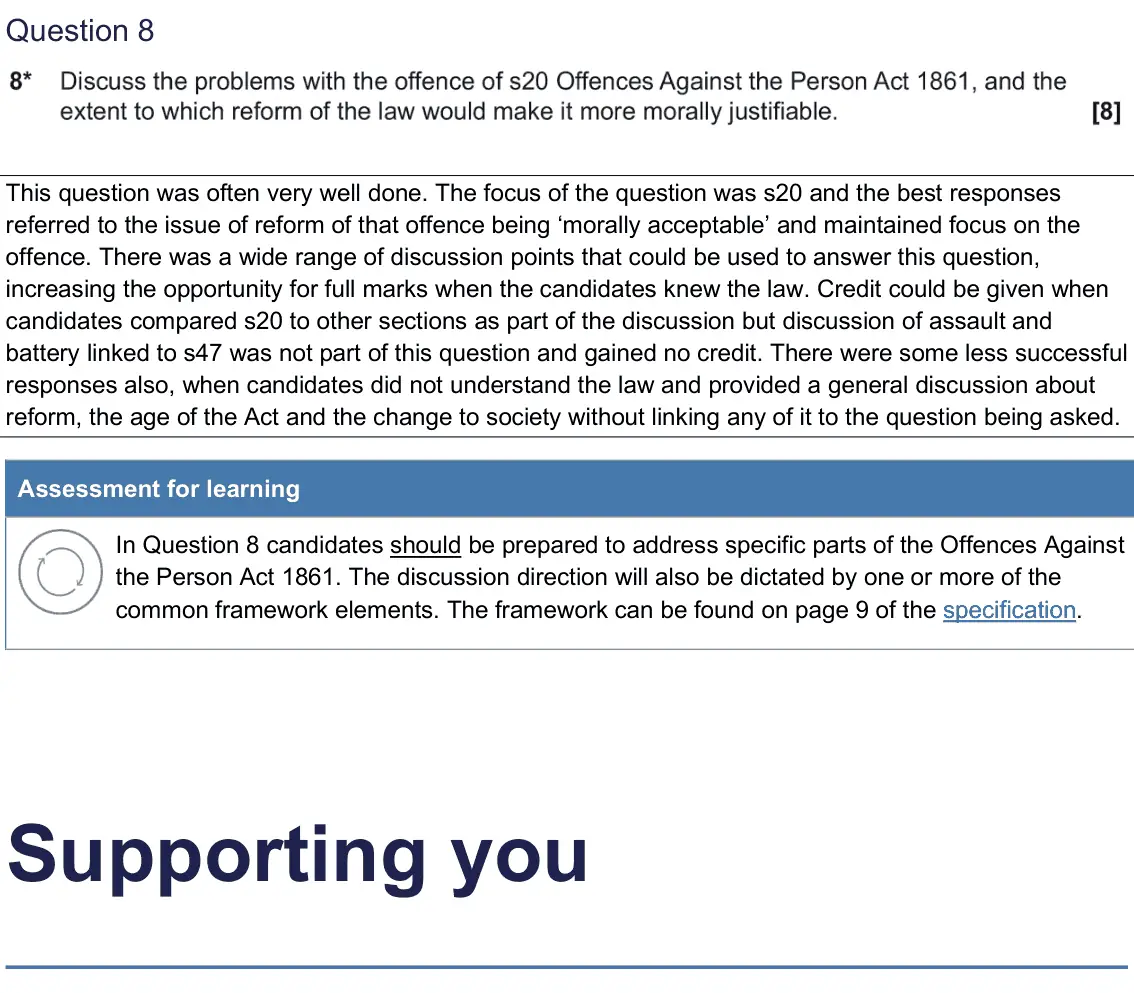 Question 8
8* Discuss the problems with the offence of s20 Offences Against the Person Act 1861, and the
extent to which reform of the law would make it more morally justifiable. [8]
This question was often very well done. The focus of the question was s20 and the best responses
referred to the issue of reform of that offence being ‘morally acceptable’ and maintained focus on the
offence. There was a wide range of discussion points that could be used to answer this question,
increasing the opportunity for full marks when the candidates knew the law. Credit could be given when
candidates compared s20 to other sections as part of the discussion but discussion of assault and
battery linked to s47 was not part of this question and gained no credit. There were some less successful
responses also, when candidates did not understand the law and provided a general discussion about
reform, the age of the Act and the change to society without linking any of it to the question being asked.
Assessment for learning
In Question 8 candidates should be prepared to address specific parts of the Offences Against
the Person Act 1861. The discussion direction will also be dictated by one or more of the
common framework elements. The framework can be found on page 9 of the specification.
Supporting you